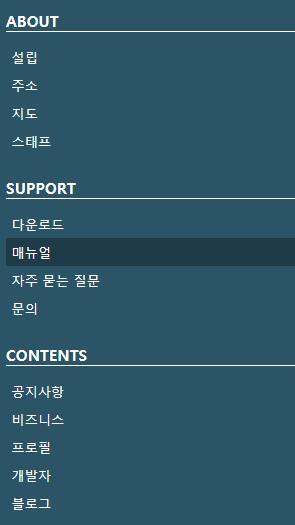 ABOUT
설립
주소
지도
스태프
SUPPORT
다운로드
매뉴얼
자주 묻는 질문
문의
CONTENTS
공지사항
비즈니스
프로필
개발자
블로그